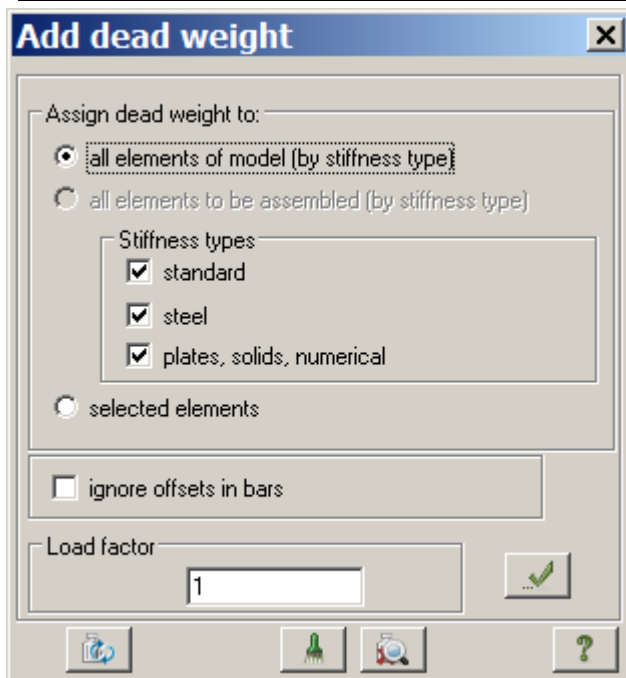 Add dead weight
Assign dead weight to:
all elements of model (by stiffness type)
all elements to be assembled (by stiffness type)
Stiffness types
standard
steel
plates, solids, numerical
selected elements
ignore offsets in bars
Load factor
1
?